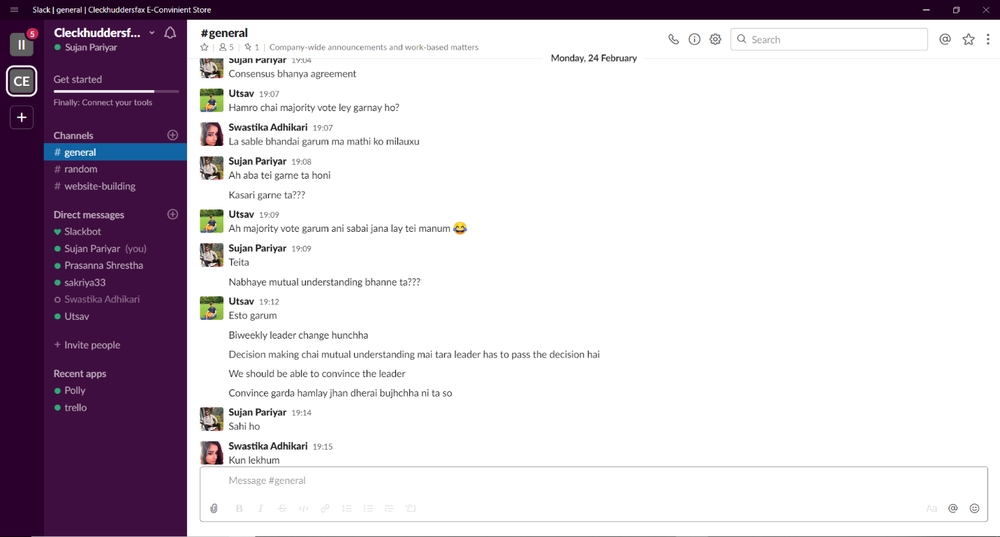 Slack | general | Cleckhuddersfax E-Convinient Store
5
II
CE
+
Cleckhuddersf...
Sujan Pariyar
Get started
Finally: Connect your tools
Channels
# general
# random
# website-building
Direct messages
Slackbot
Sujan Pariyar (you)
Prasanna Shrestha
sakriya33
Swastika Adhikari
Utsav
+ Invite people
Recent apps
Polly
trello
#general
5 | 1 | Company-wide announcements and work-based matters
Search
Monday, 24 February
Sujan Pariyar 19:04
Consensus bhanya agreement
Utsav 19:07
Hamro chai majority vote ley garnay ho?
Swastika Adhikari 19:07
La sable bhandai garum ma mathi ko milauxu
Sujan Pariyar 19:08
Ah aba tei garne ta honi
Kasari garne ta???
Utsav 19:09
Ah majority vote garum ani sabai jana lay tei manum 😂
Sujan Pariyar 19:09
Teita
Nabhaye mutual understanding bhanne ta???
Utsav 19:12
Esto garum
Biweekly leader change hunchha
Decision making chai mutual understanding mai tara leader has to pass the decision hai
We should be able to convince the leader
Convince garda hamlay jhan dherai bujhchha ni ta so
Sujan Pariyar 19:14
Sahi ho
Swastika Adhikari 19:15
Kun lekhum
Message #general
B I S </> Aa @